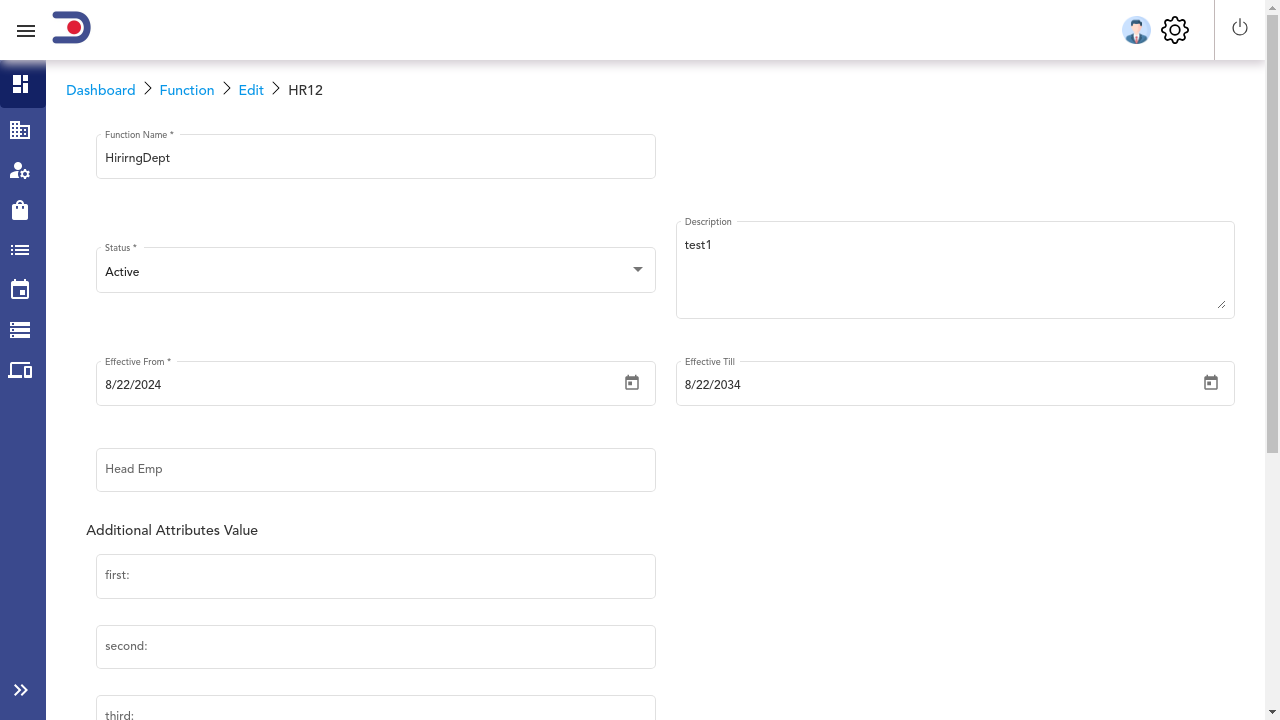 Dashboard Function Edit HR12
Function Name *
HirirngDept
Status *
Active
Description
test1
Effective From *
8/22/2024
Effective Till
8/22/2034
Head Emp
Additional Attributes Value
first:
second:
third: